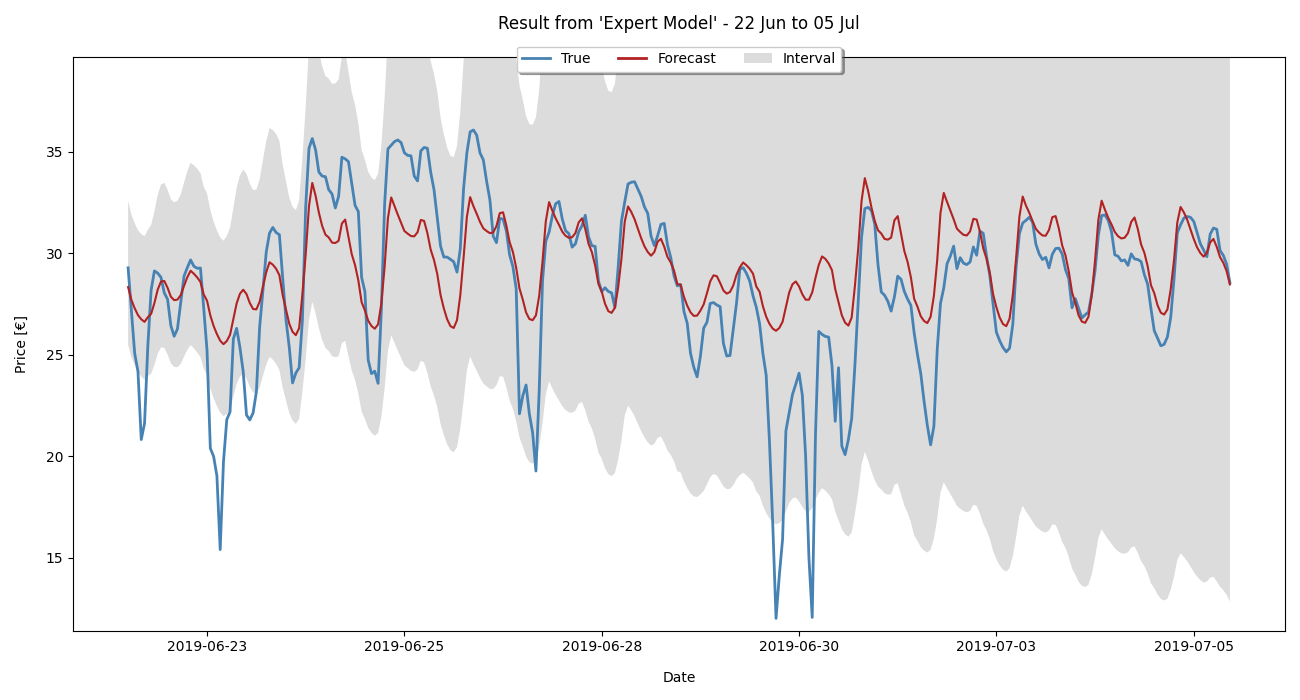 Result from 'Expert Model' - 22 Jun to 05 Jul
True Forecast Interval
35
30
25
20
15
Price [€]
2019-06-23 2019-06-25 2019-06-28 2019-06-30 2019-07-03 2019-07-05
Date